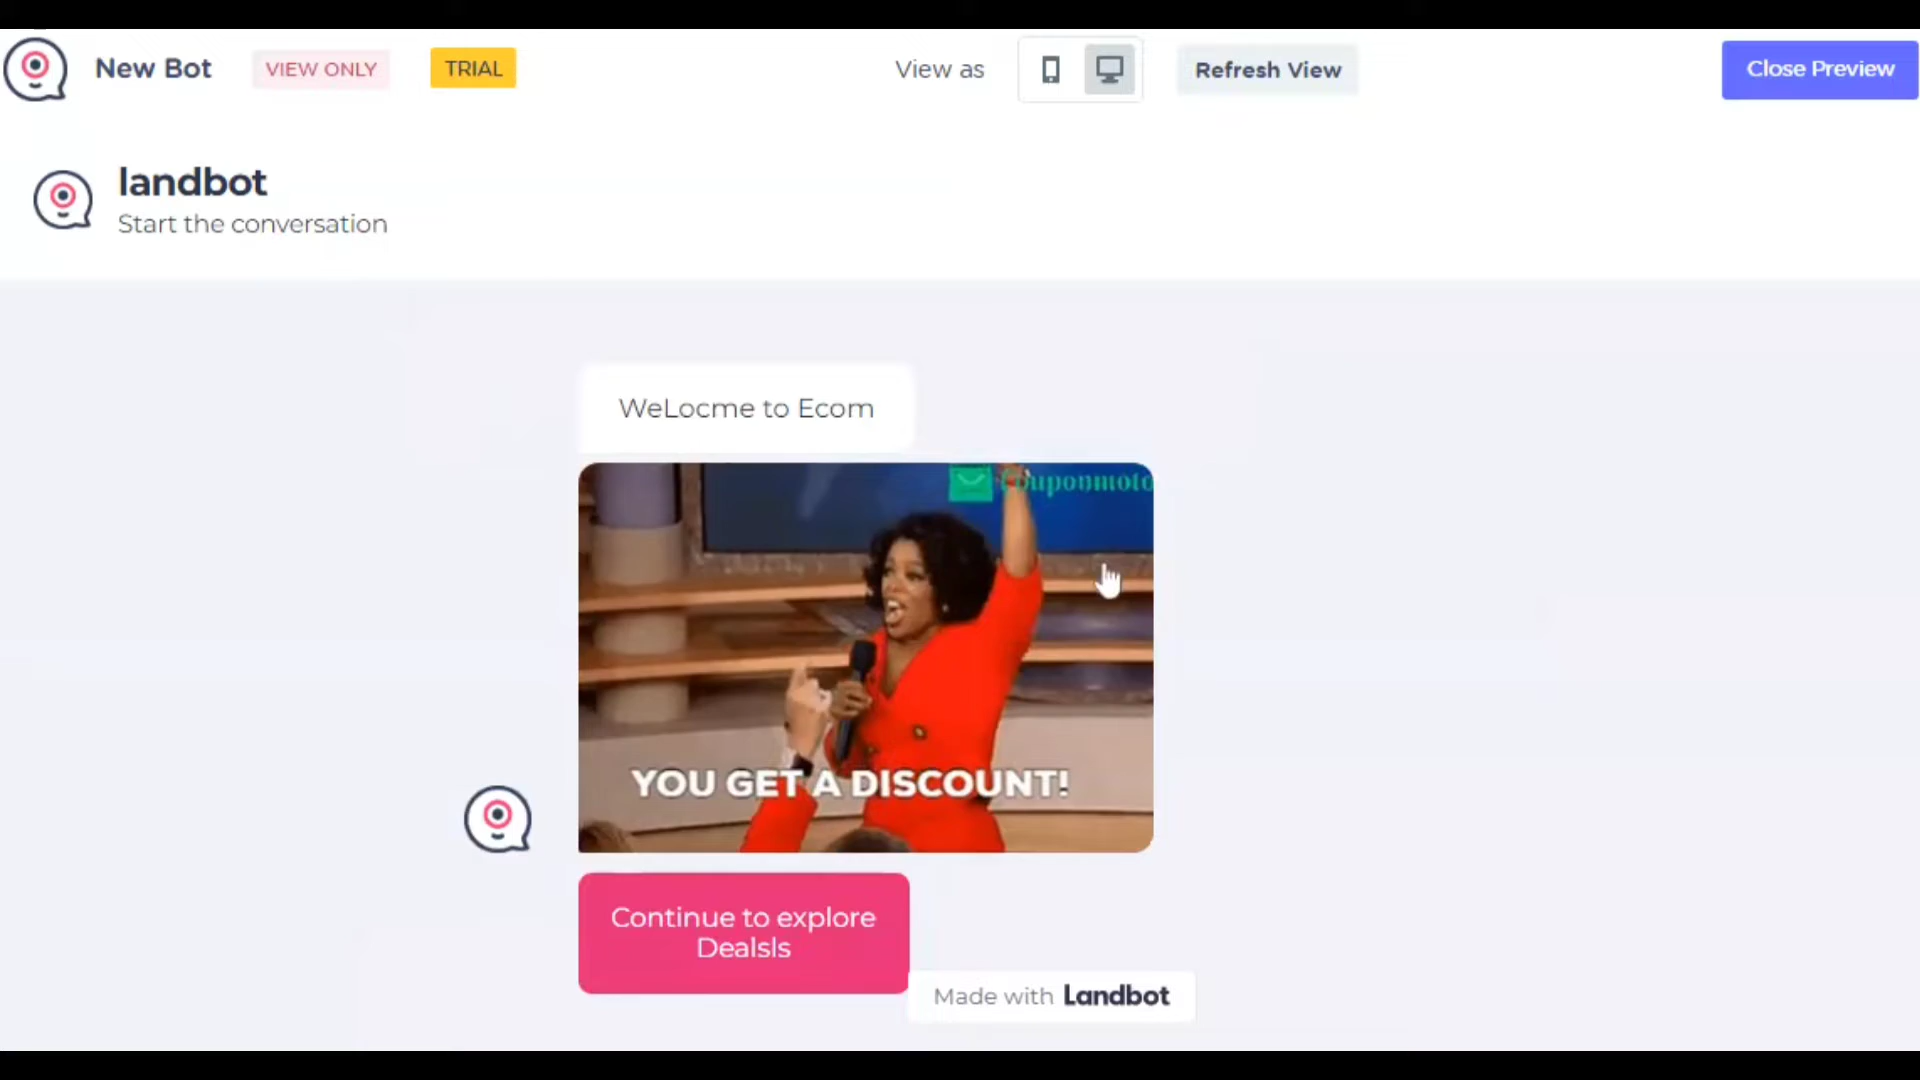 New Bot
VIEW ONLY
TRIAL
View as
Refresh View
Close Preview
landbot
Start the conversation
WeLocme to Ecom
YOU GET A DISCOUNT!
Continue to explore
Dealsls
Made with Landbot